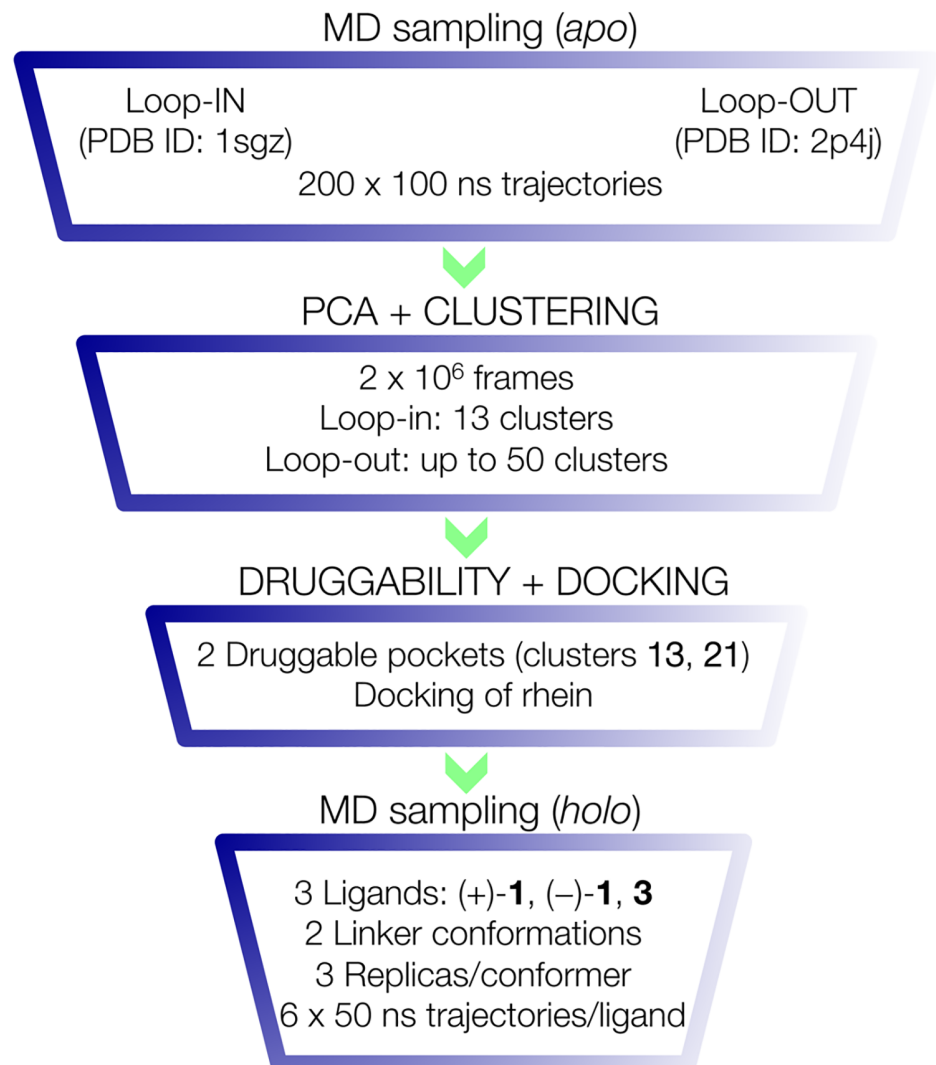 MD sampling (apo)
Loop-IN
(PDB ID: 1sgz)
Loop-OUT
(PDB ID: 2p4j)
200 x 100 ns trajectories
PCA + CLUSTERING
2 x 10⁶ frames
Loop-in: 13 clusters
Loop-out: up to 50 clusters
DRUGGABILITY + DOCKING
2 Druggable pockets (clusters 13, 21)
Docking of rhein
MD sampling (holo)
3 Ligands: (+)-1, (−)-1, 3
2 Linker conformations
3 Replicas/conformer
6 x 50 ns trajectories/ligand